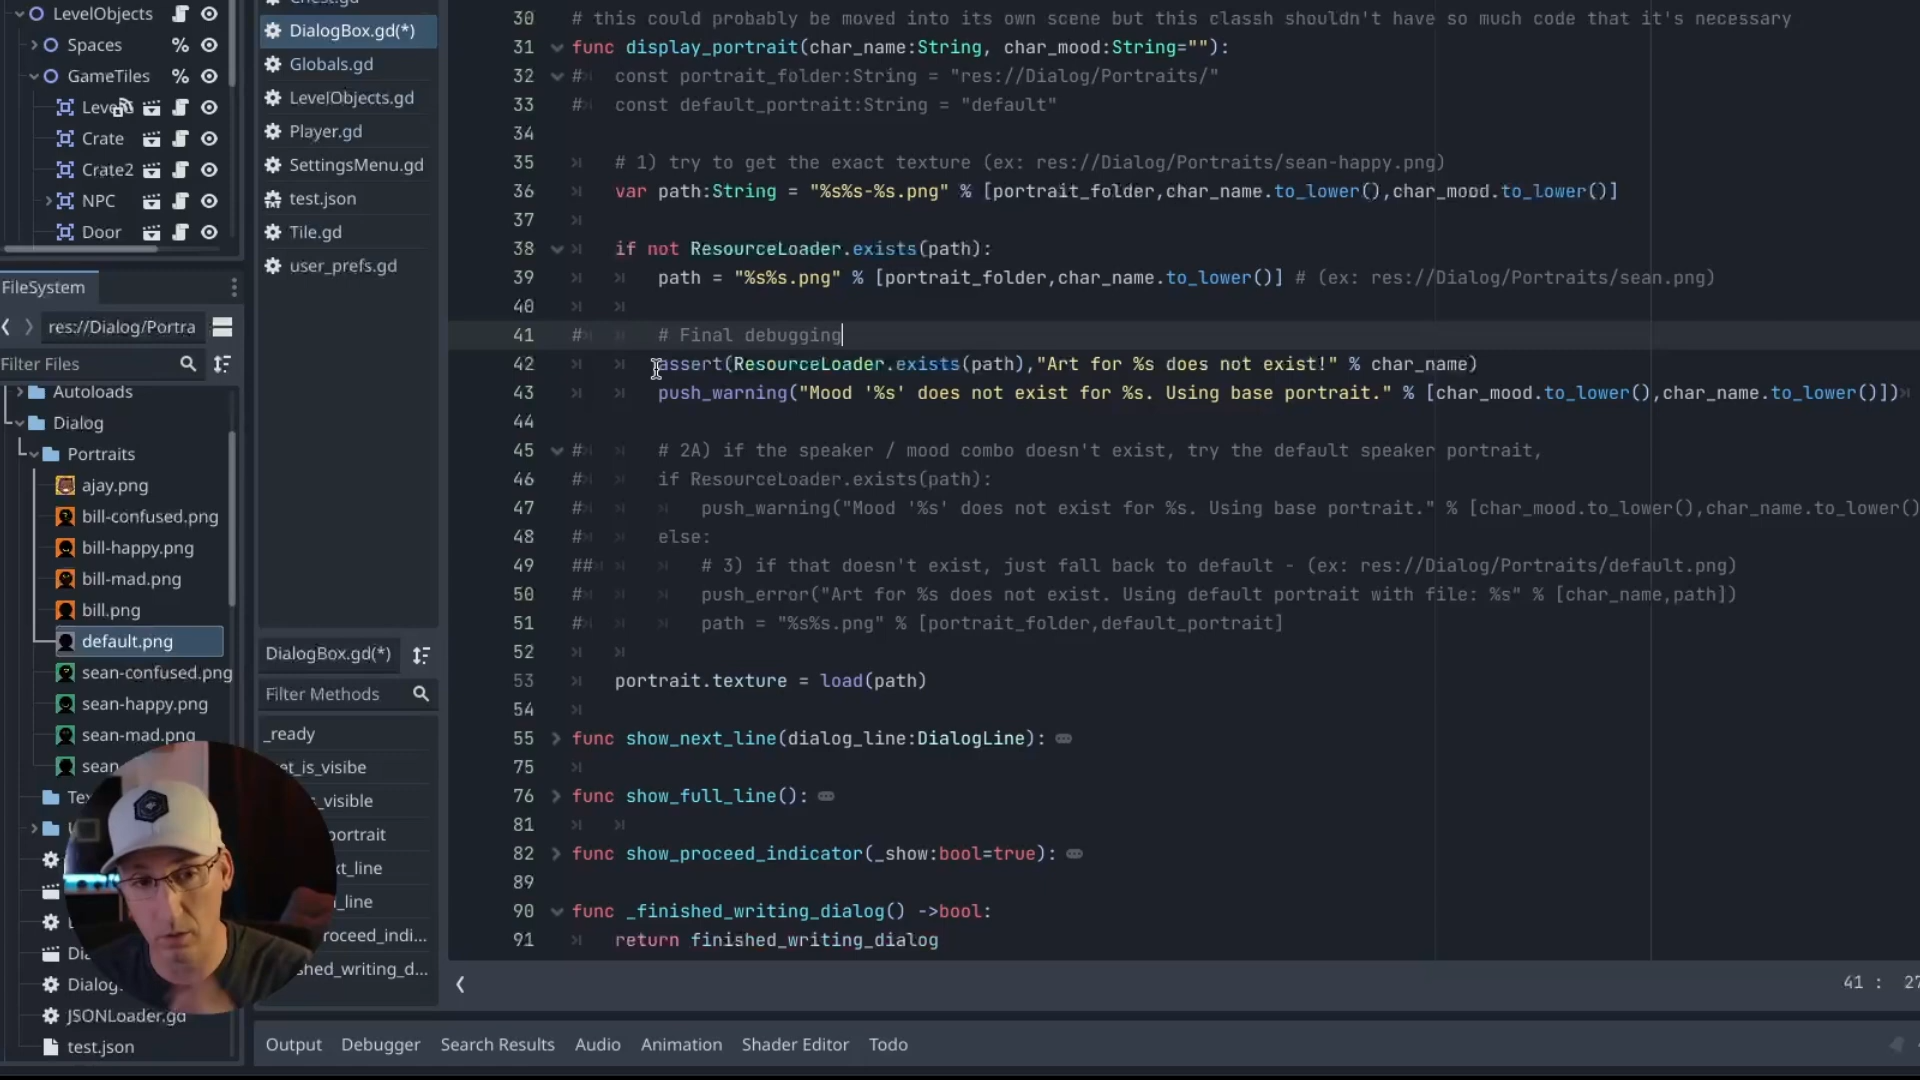 LevelObjects
Spaces %
GameTiles %
Crate
Crate2
NPC
Door
FileSystem
res://Dialog/Portra
Filter Files
Autoloads
Dialog
Portraits
ajay.png
bill-confused.png
bill-happy.png
bill-mad.png
bill.png
default.png
sean-confused.png
sean-happy.png
sean-mad.png
JSONLoader.gd
test.json
DialogBox.gd(*)
Globals.gd
LevelObjects.gd
Player.gd
SettingsMenu.gd
test.json
Tile.gd
user_prefs.gd
DialogBox.gd(*)
Filter Methods
_ready
30 # this could probably be moved into its own scene but this classh shouldn't have so much code that it's necessary
31 func display_portrait(char_name:String, char_mood:String=""):
32 # const portrait_folder:String = "res://Dialog/Portraits/"
33 # const default_portrait:String = "default"
34
35 # 1) try to get the exact texture (ex: res://Dialog/Portraits/sean-happy.png)
36 var path:String = "%s%s-%s.png" % [portrait_folder,char_name.to_lower(),char_mood.to_lower()]
37
38 if not ResourceLoader.exists(path):
39 path = "%s%s.png" % [portrait_folder,char_name.to_lower()] # (ex: res://Dialog/Portraits/sean.png)
40
41 # # Final debugging
42 assert(ResourceLoader.exists(path),"Art for %s does not exist!" % char_name)
43 push_warning("Mood '%s' does not exist for %s. Using base portrait." % [char_mood.to_lower(),char_name.to_lower()])
44
45 # # 2A) if the speaker / mood combo doesn't exist, try the default speaker portrait,
46 # if ResourceLoader.exists(path):
47 # push_warning("Mood '%s' does not exist for %s. Using base portrait." % [char_mood.to_lower(),char_name.to_lower()
48 # else:
49 ## # 3) if that doesn't exist, just fall back to default - (ex: res://Dialog/Portraits/default.png)
50 # push_error("Art for %s does not exist. Using default portrait with file: %s" % [char_name,path])
51 # path = "%s%s.png" % [portrait_folder,default_portrait]
52
53 portrait.texture = load(path)
54
55 func show_next_line(dialog_line:DialogLine):
75
76 func show_full_line():
81
82 func show_proceed_indicator(_show:bool=true):
89
90 func _finished_writing_dialog() ->bool:
91 return finished_writing_dialog
41 : 27
Output Debugger Search Results Audio Animation Shader Editor Todo